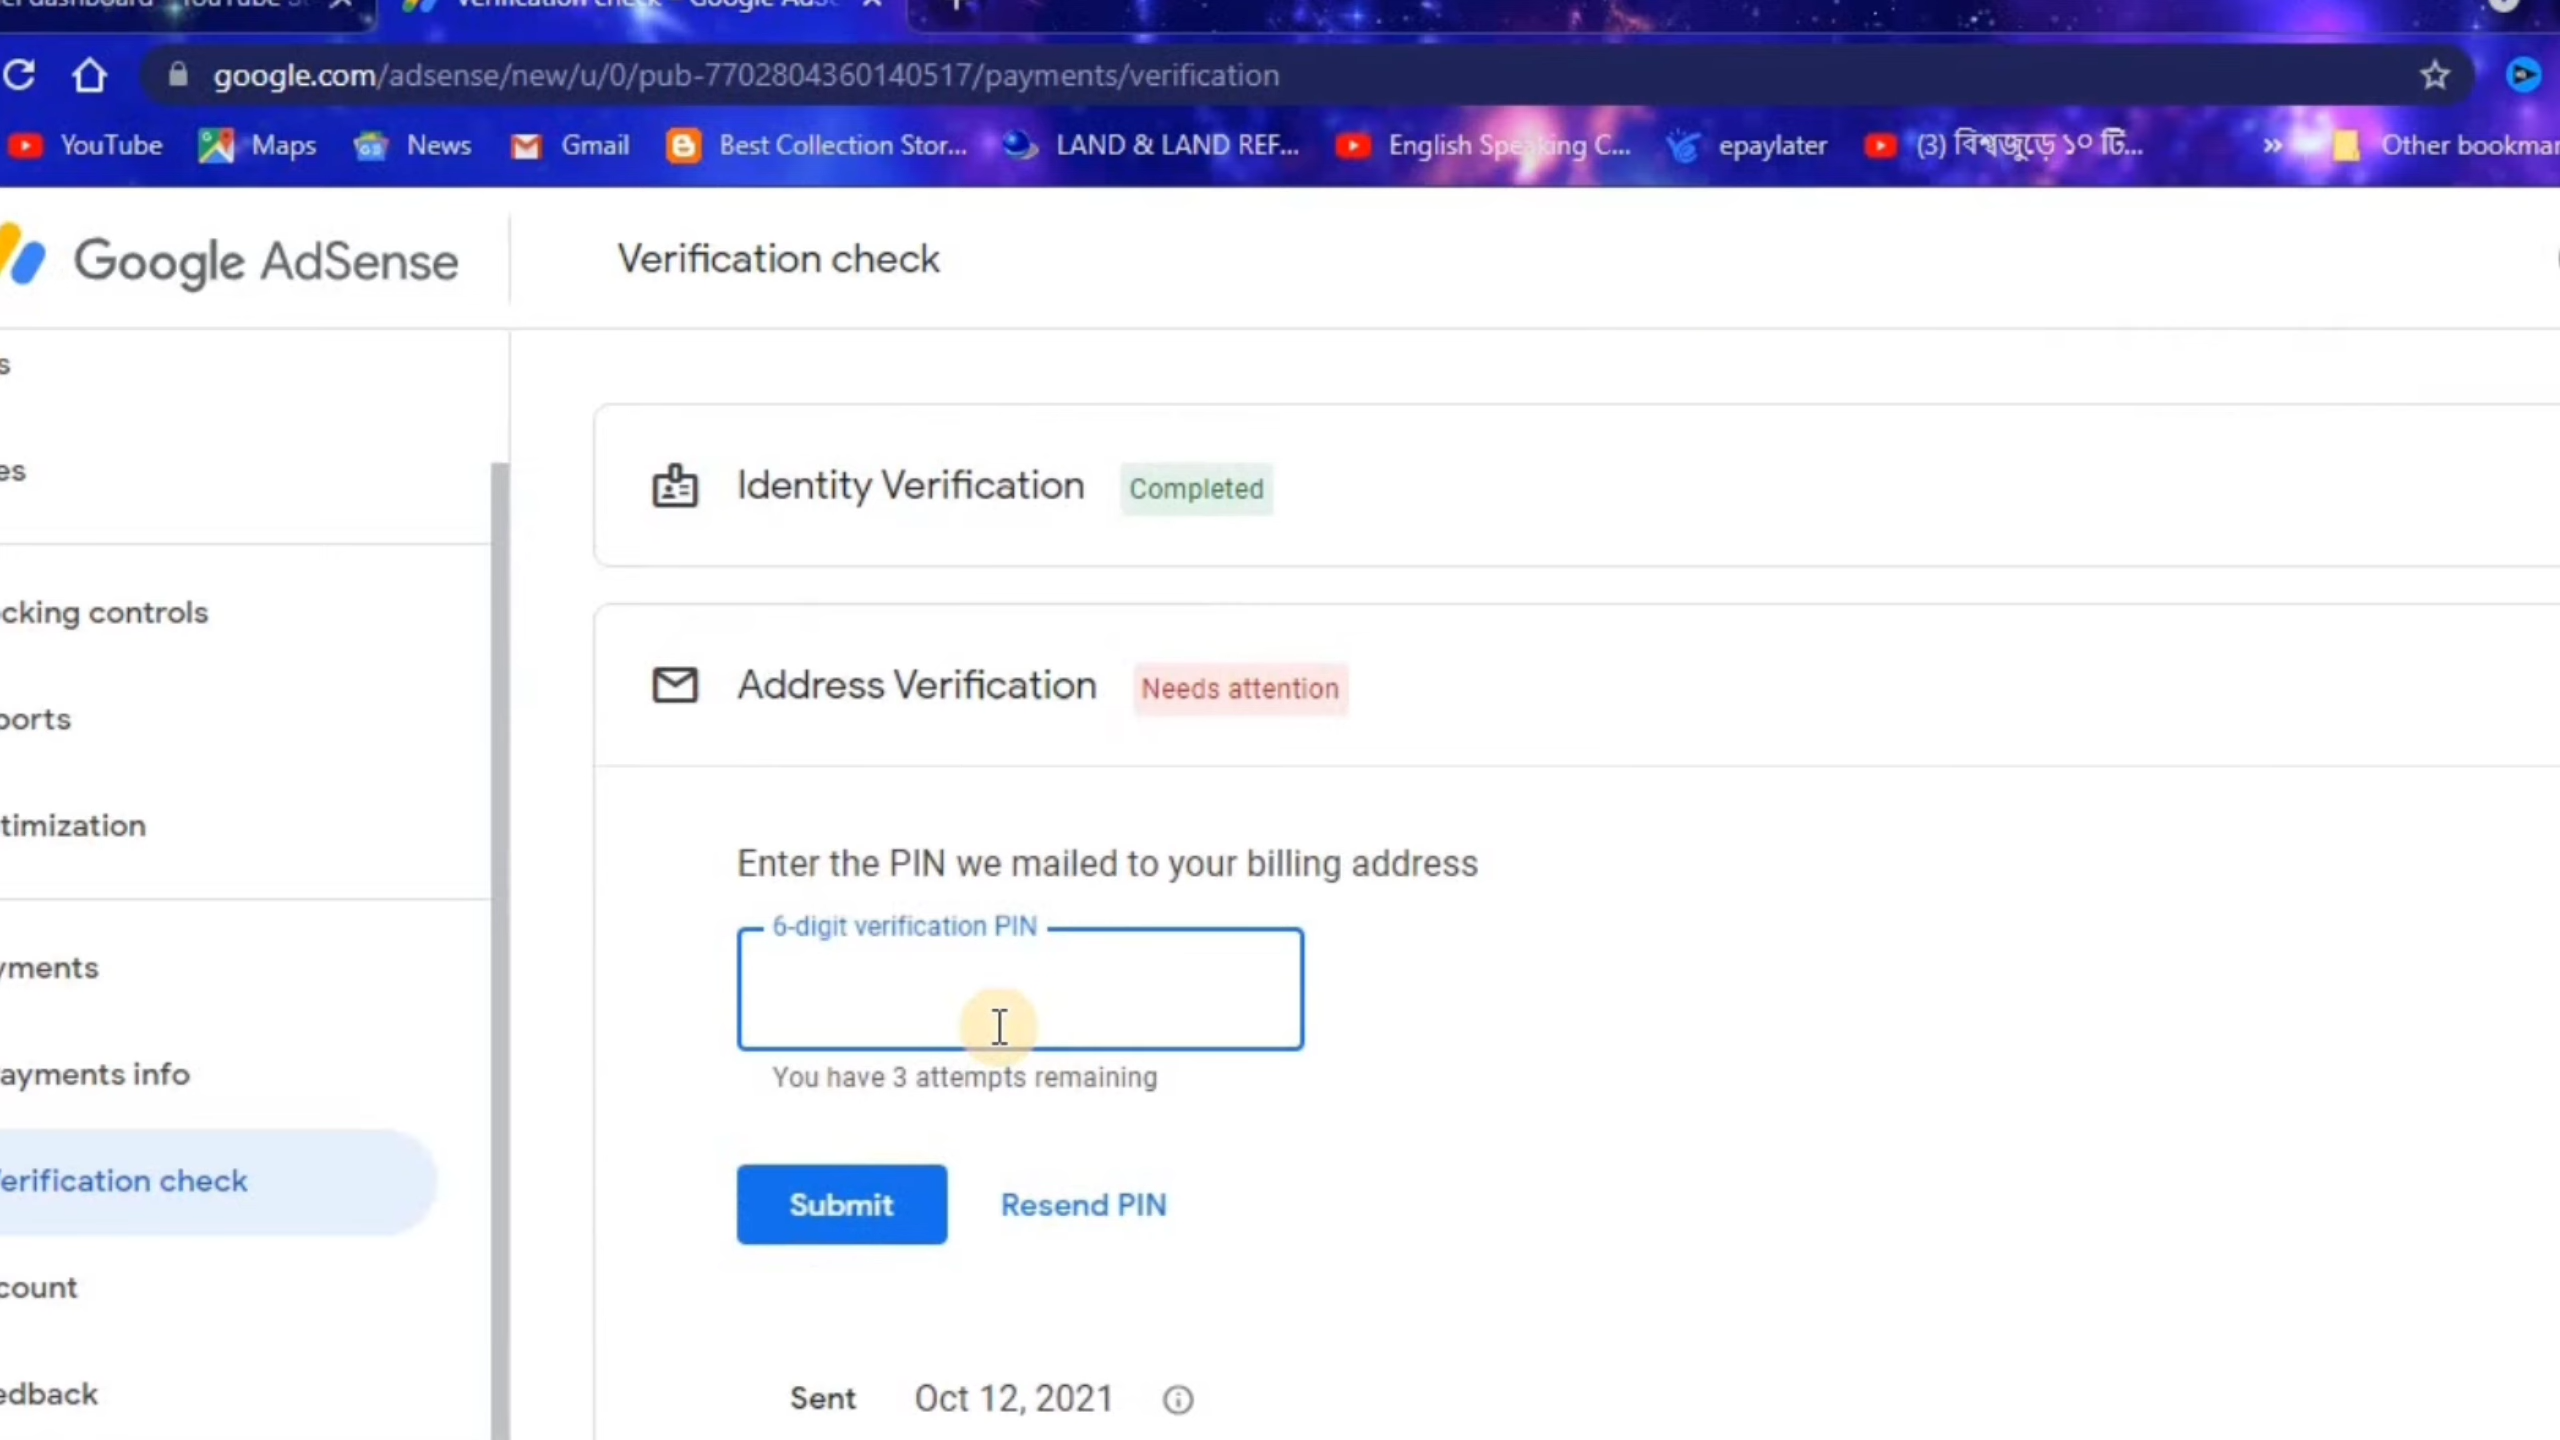 google.com/adsense/new/u/0/pub-7702804360140517/payments/verification
YouTube Maps News Gmail Best Collection Stor... LAND & LAND REF... English Speaking C... epaylater (3) বিশ্বজুড়ে ১০ টি... » Other bookmar
Google AdSense
Verification check
s
es
Identity Verification Completed
cking controls
Address Verification Needs attention
ports
timization
Enter the PIN we mailed to your billing address
6-digit verification PIN
yments
You have 3 attempts remaining
ayments info
erification check
Submit Resend PIN
count
edback
Sent Oct 12, 2021